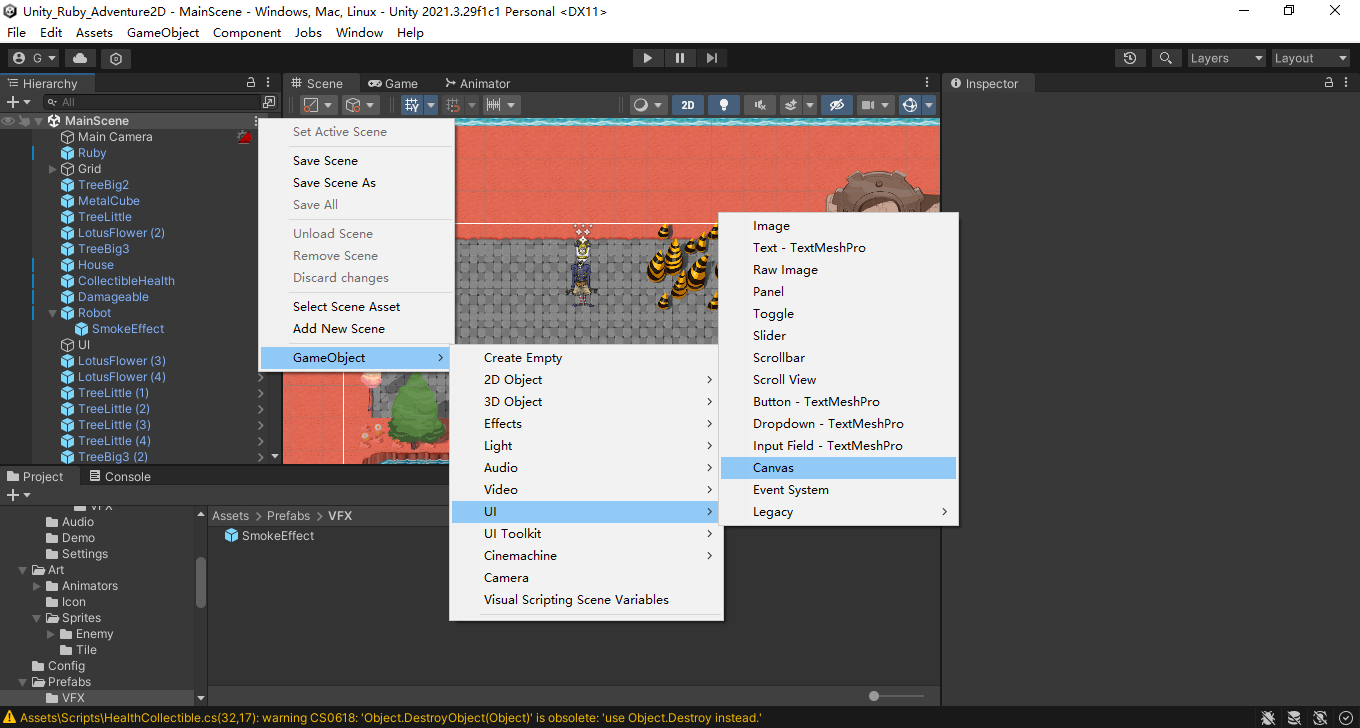 Unity_Ruby_Adventure2D - MainScene - Windows, Mac, Linux - Unity 2021.3.29f1c1 Personal <DX11>
File Edit Assets GameObject Component Jobs Window Help
G Layers Layout
Hierarchy Scene Game Animator Inspector
All 2D
MainScene
Main Camera
Ruby
Grid
TreeBig2
MetalCube
TreeLittle
LotusFlower (2)
TreeBig3
House
CollectibleHealth
Damageable
Robot
SmokeEffect
UI
LotusFlower (3)
LotusFlower (4)
TreeLittle (1)
TreeLittle (2)
TreeLittle (3)
TreeLittle (4)
TreeBig3 (2)
Set Active Scene
Save Scene
Save Scene As
Save All
Unload Scene
Remove Scene
Discard changes
Select Scene Asset
Add New Scene
GameObject
Create Empty
2D Object
3D Object
Effects
Light
Audio
Video
UI
UI Toolkit
Cinemachine
Camera
Visual Scripting Scene Variables
Image
Text - TextMeshPro
Raw Image
Panel
Toggle
Slider
Scrollbar
Scroll View
Button - TextMeshPro
Dropdown - TextMeshPro
Input Field - TextMeshPro
Canvas
Event System
Legacy
Project Console
VFX
Audio
Demo
Settings
Art
Animators
Icon
Sprites
Enemy
Tile
Config
Prefabs
VFX
Assets > Prefabs > VFX
SmokeEffect
Assets\Scripts\HealthCollectible.cs(32,17): warning CS0618: 'Object.DestroyObject(Object)' is obsolete: 'use Object.Destroy instead.'